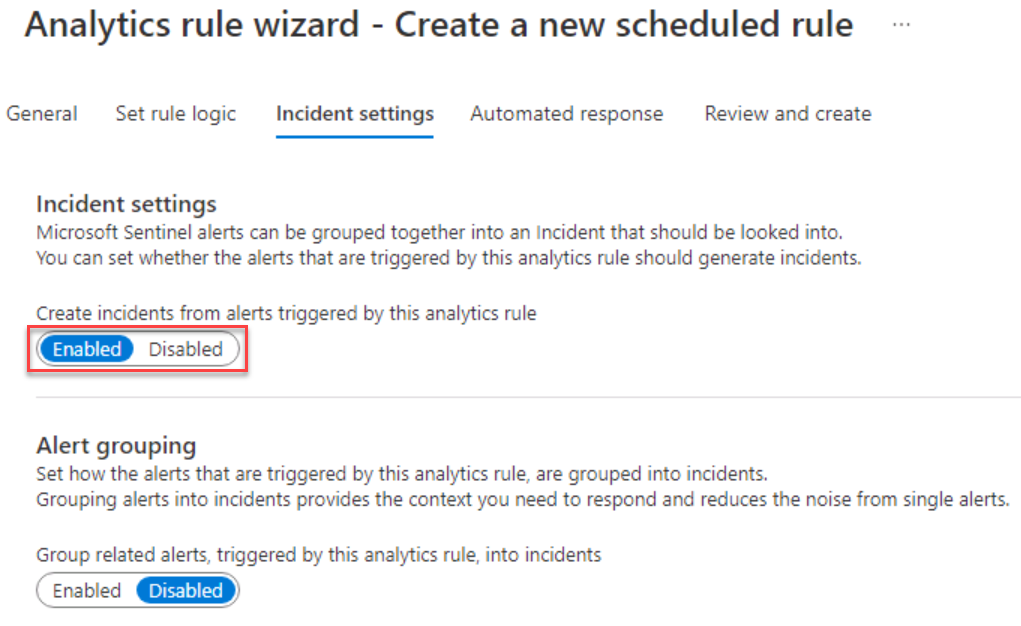 Analytics rule wizard - Create a new scheduled rule ...
General Set rule logic Incident settings Automated response Review and create
Incident settings
Microsoft Sentinel alerts can be grouped together into an Incident that should be looked into.
You can set whether the alerts that are triggered by this analytics rule should generate incidents.
Create incidents from alerts triggered by this analytics rule
Enabled Disabled
Alert grouping
Set how the alerts that are triggered by this analytics rule, are grouped into incidents.
Grouping alerts into incidents provides the context you need to respond and reduces the noise from single alerts.
Group related alerts, triggered by this analytics rule, into incidents
Enabled Disabled